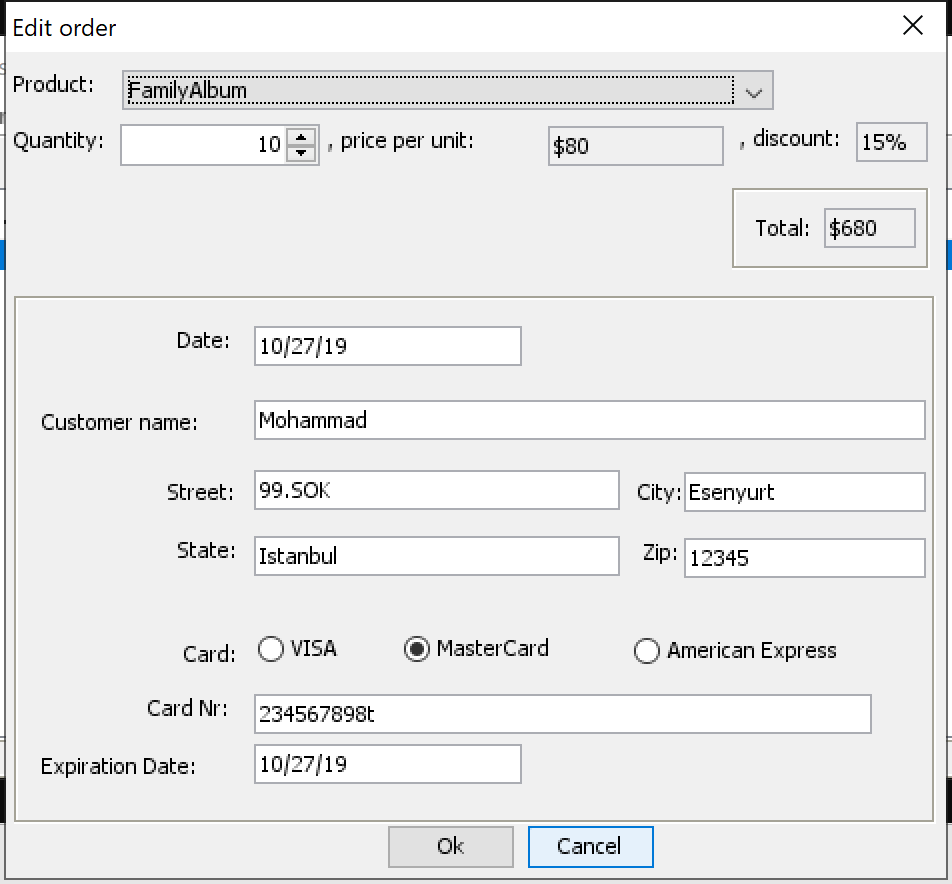 Edit order
Product: FamilyAlbum
Quantity: 10 , price per unit: $80 , discount: 15%
Total: $680
Date: 10/27/19
Customer name: Mohammad
Street: 99.SOK City: Esenyurt
State: Istanbul Zip: 12345
Card: VISA MasterCard American Express
Card Nr: 234567898t
Expiration Date: 10/27/19
Ok Cancel